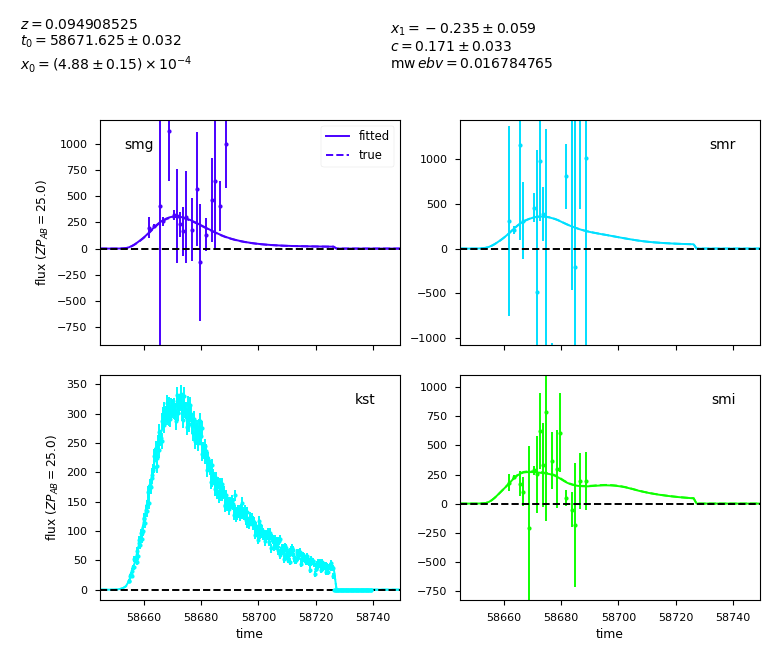 z = 0.094908525
t₀ = 58671.625 ± 0.032
x₀ = (4.88 ± 0.15) × 10⁻⁴
x₁ = −0.235 ± 0.059
c = 0.171 ± 0.033
mw ebv = 0.016784765
smg
fitted
true
1000
750
500
250
0
−250
−500
−750
flux (ZP_AB = 25.0)
smr
1000
500
0
−500
−1000
kst
350
300
250
200
150
100
50
0
flux (ZP_AB = 25.0)
58660 58680 58700 58720 58740
time
smi
1000
750
500
250
0
−250
−500
−750
58660 58680 58700 58720 58740
time